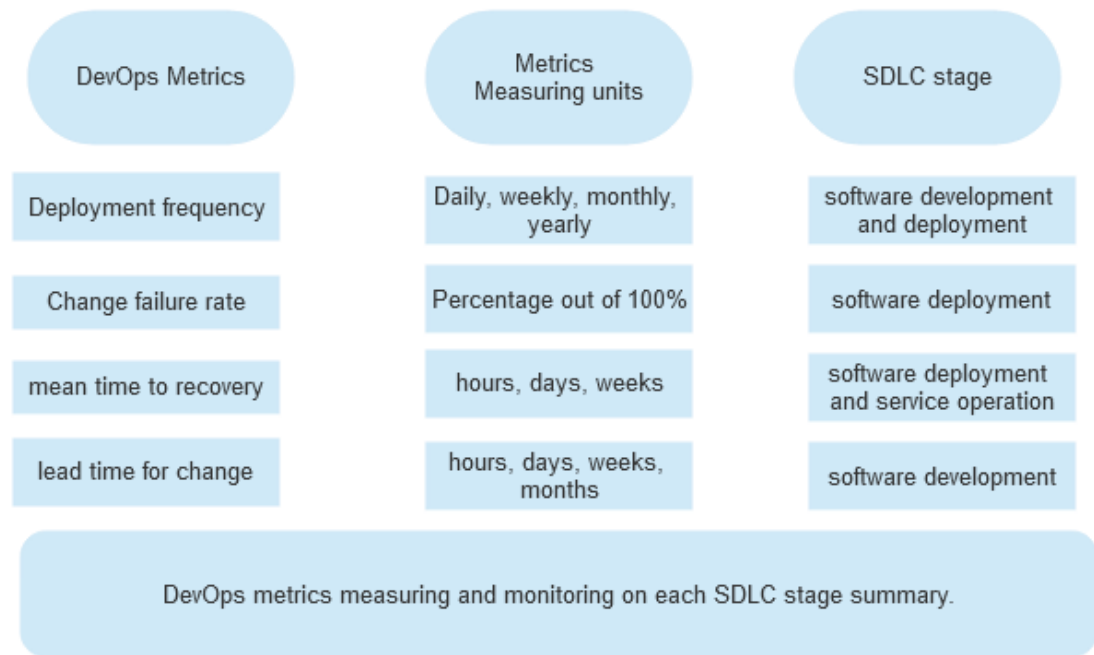 DevOps Metrics
Metrics
Measuring units
SDLC stage
Deployment frequency
Daily, weekly, monthly,
yearly
software development
and deployment
Change failure rate
Percentage out of 100%
software deployment
mean time to recovery
hours, days, weeks
software deployment
and service operation
lead time for change
hours, days, weeks,
months
software development
DevOps metrics measuring and monitoring on each SDLC stage summary.